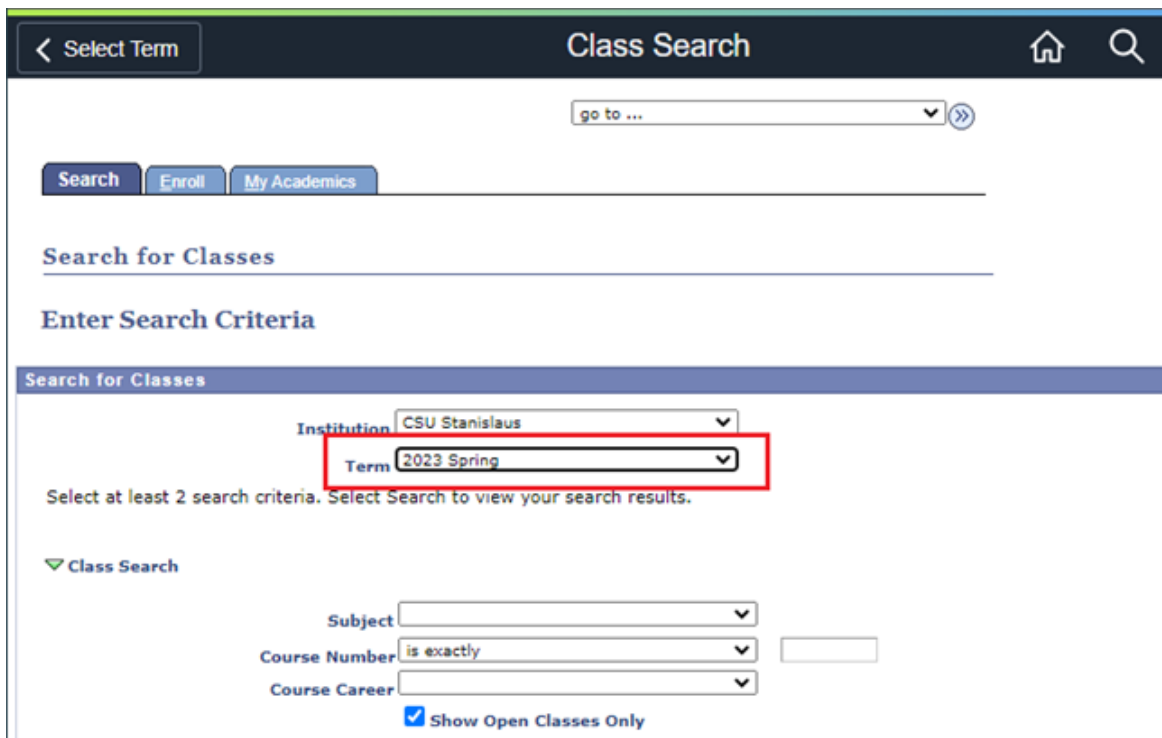 Select Term
Class Search
go to ...
Search
Enroll
My Academics
Search for Classes
Enter Search Criteria
Search for Classes
Institution CSU Stanislaus
Term 2023 Spring
Select at least 2 search criteria. Select Search to view your search results.
Class Search
Subject
Course Number is exactly
Course Career
Show Open Classes Only